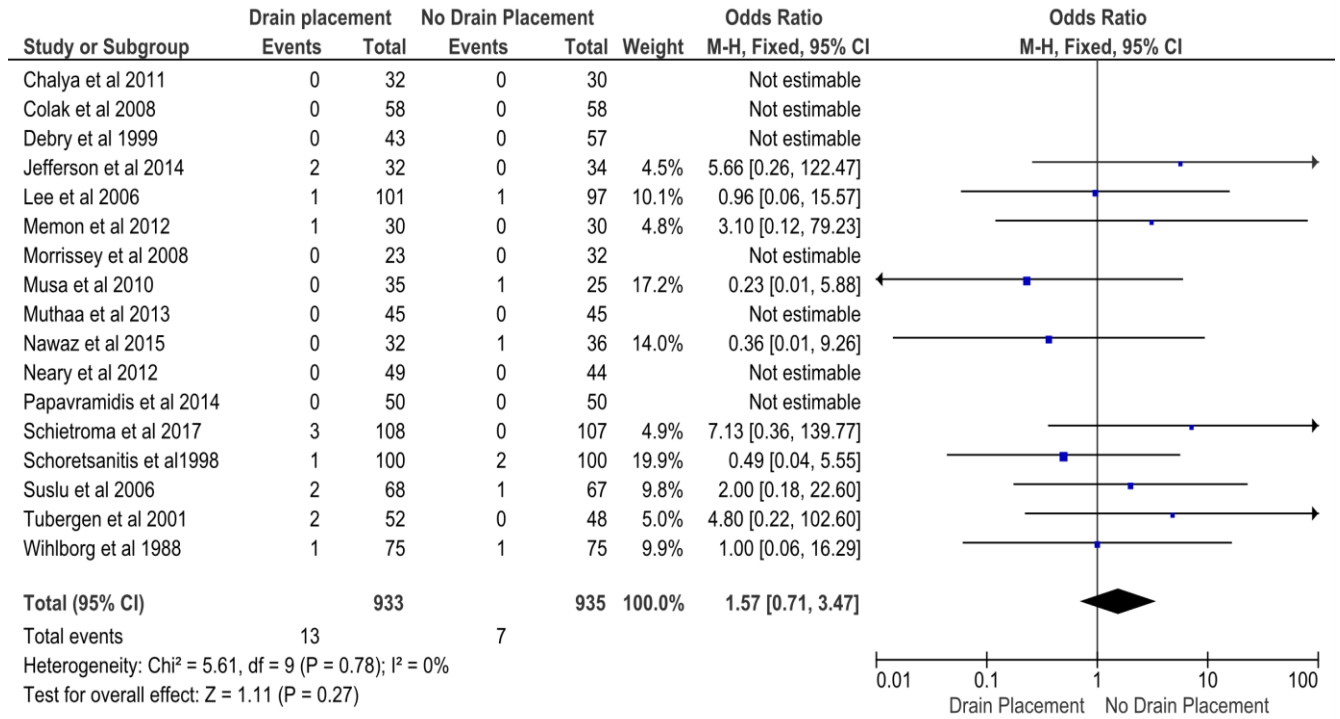 Drain placement No Drain Placement Odds Ratio Odds Ratio
Study or Subgroup Events Total Events Total Weight M-H, Fixed, 95% CI M-H, Fixed, 95% CI
Chalya et al 2011 0 32 0 30 Not estimable
Colak et al 2008 0 58 0 58 Not estimable
Debry et al 1999 0 43 0 57 Not estimable
Jefferson et al 2014 2 32 0 34 4.5% 5.66 [0.26, 122.47]
Lee et al 2006 1 101 1 97 10.1% 0.96 [0.06, 15.57]
Memon et al 2012 1 30 0 30 4.8% 3.10 [0.12, 79.23]
Morrissey et al 2008 0 23 0 32 Not estimable
Musa et al 2010 0 35 1 25 17.2% 0.23 [0.01, 5.88]
Muthaa et al 2013 0 45 0 45 Not estimable
Nawaz et al 2015 0 32 1 36 14.0% 0.36 [0.01, 9.26]
Neary et al 2012 0 49 0 44 Not estimable
Papavramidis et al 2014 0 50 0 50 Not estimable
Schietroma et al 2017 3 108 0 107 4.9% 7.13 [0.36, 139.77]
Schoretsanitis et al1998 1 100 2 100 19.9% 0.49 [0.04, 5.55]
Suslu et al 2006 2 68 1 67 9.8% 2.00 [0.18, 22.60]
Tubergen et al 2001 2 52 0 48 5.0% 4.80 [0.22, 102.60]
Wihlborg et al 1988 1 75 1 75 9.9% 1.00 [0.06, 16.29]
Total (95% CI) 933 935 100.0% 1.57 [0.71, 3.47]
Total events 13 7
Heterogeneity: Chi² = 5.61, df = 9 (P = 0.78); I² = 0%
Test for overall effect: Z = 1.11 (P = 0.27)
0.01 0.1 1 10 100
Drain Placement No Drain Placement